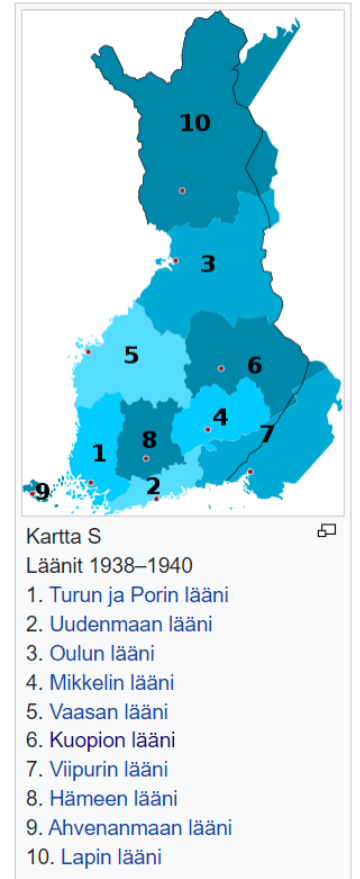 10
3
5
6
4
7
1
8
2
9
Kartta S
Läänit 1938–1940
1. Turun ja Porin lääni
2. Uudenmaan lääni
3. Oulun lääni
4. Mikkelin lääni
5. Vaasan lääni
6. Kuopion lääni
7. Viipurin lääni
8. Hämeen lääni
9. Ahvenanmaan lääni
10. Lapin lääni